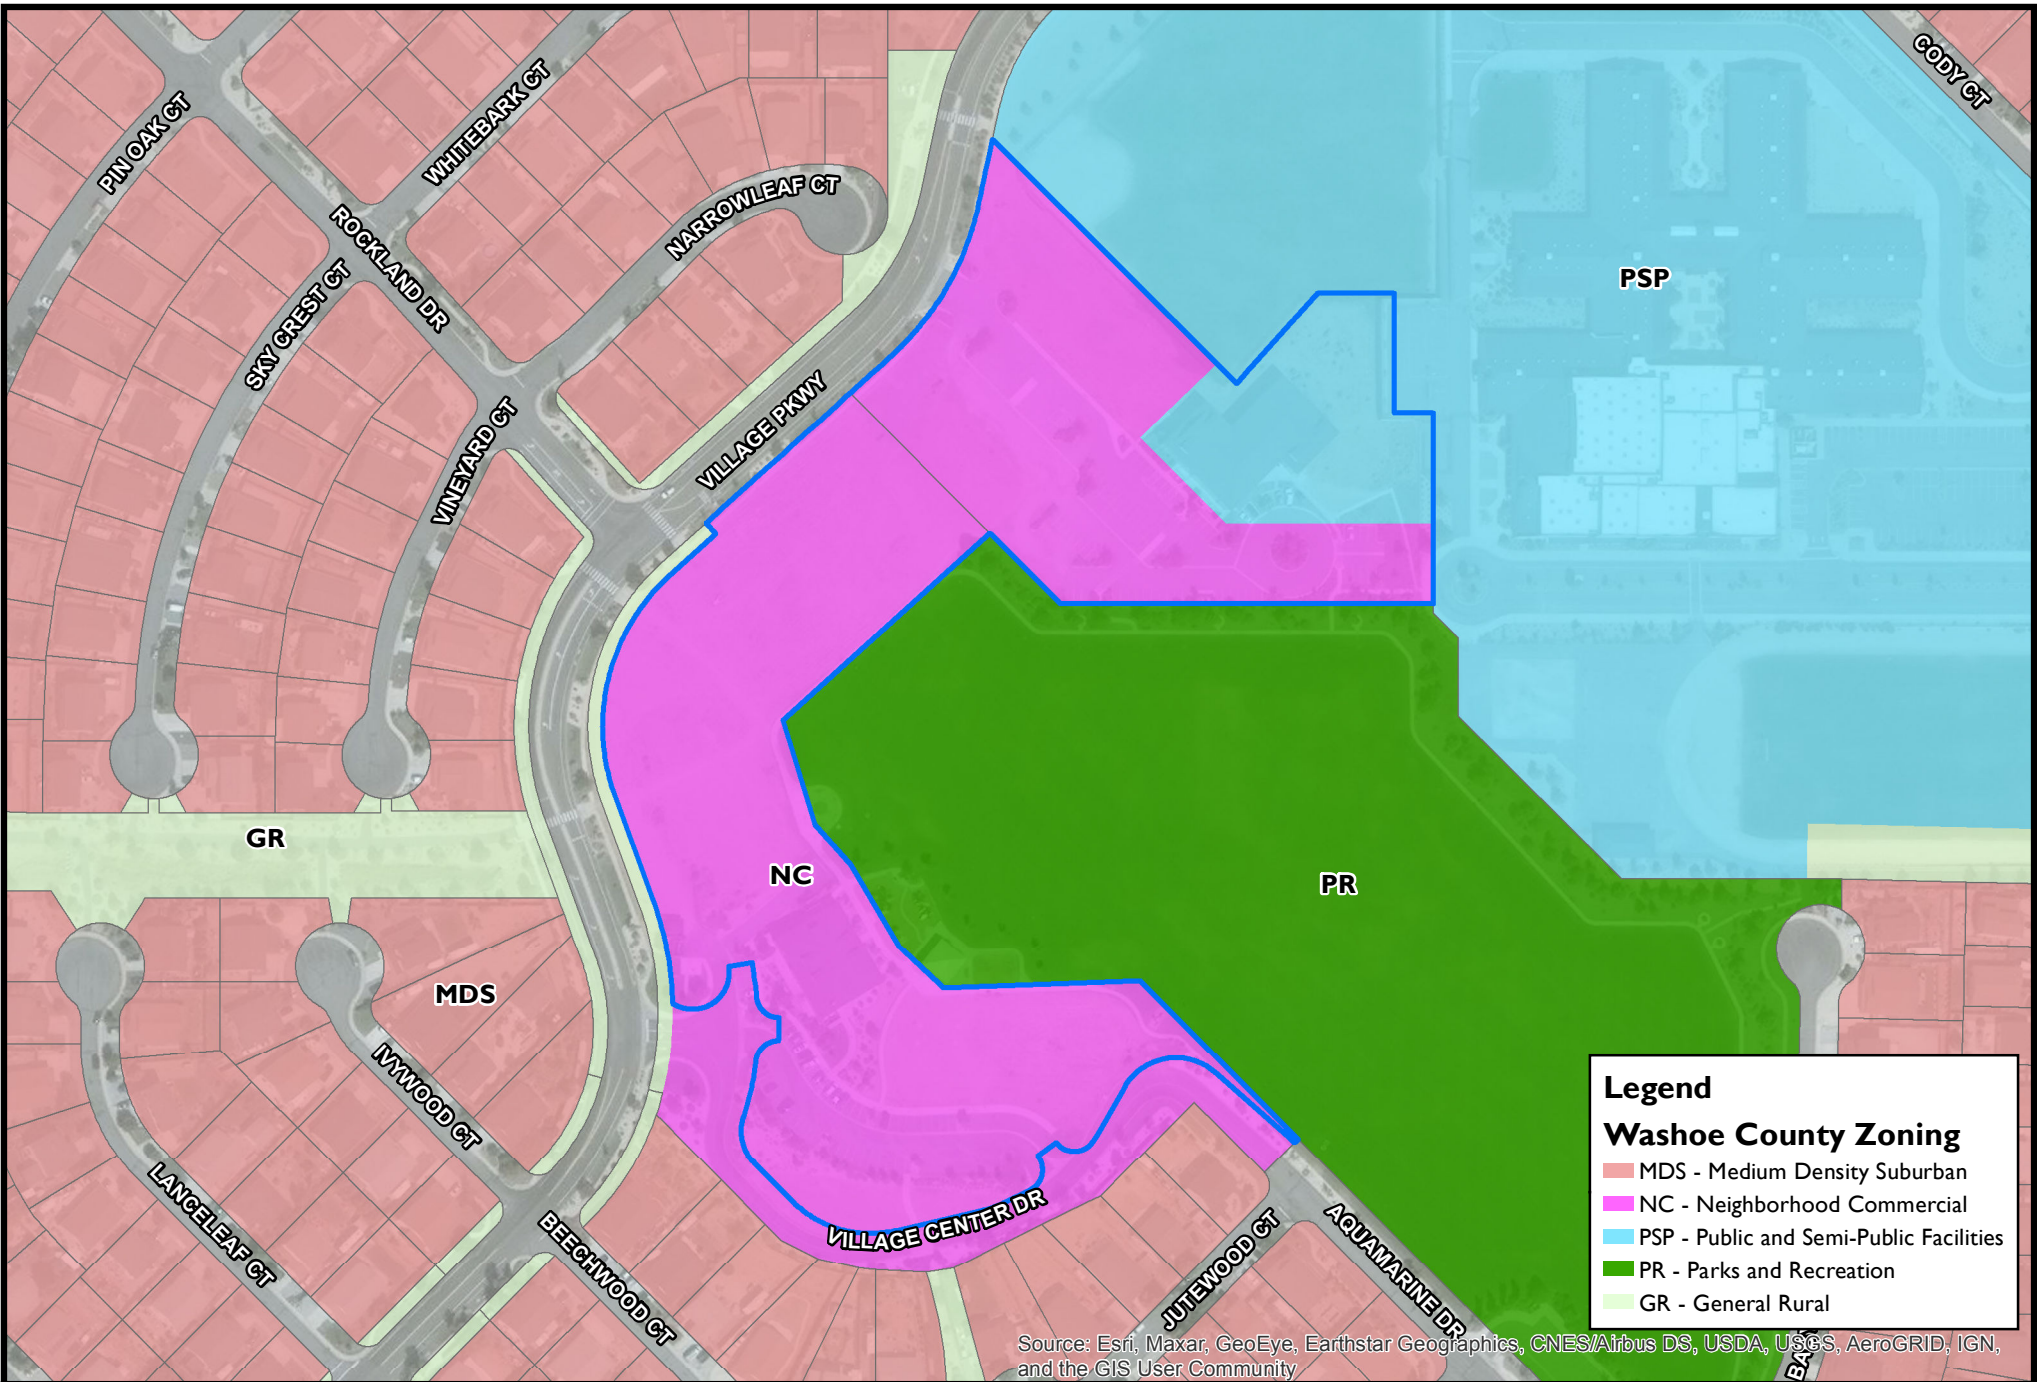 CODY CT
PIN OAK CT
WHITEBARK CT
NARROWLEAF CT
ROCKLAND DR
SKY CREST CT
PSP
VINEYARD CT
VILLAGE PKWY
GR
NC
PR
MDS
IVYWOOD CT
LANCELEAF CT
BEECHWOOD CT
VILLAGE CENTER DR
JUTEWOOD CT
AQUAMARINE DR
Legend
Washoe County Zoning
MDS - Medium Density Suburban
NC - Neighborhood Commercial
PSP - Public and Semi-Public Facilities
PR - Parks and Recreation
GR - General Rural
Source: Esri, Maxar, GeoEye, Earthstar Geographics, CNES/Airbus DS, USDA, USGS, AeroGRID, IGN,
and the GIS User Community